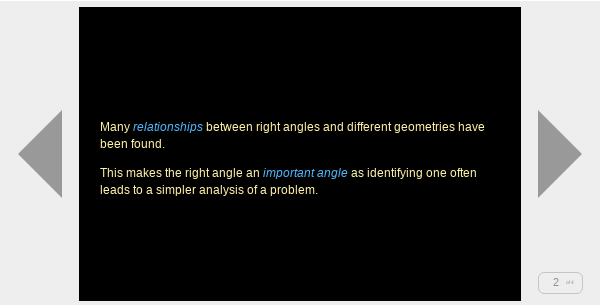 Many relationships between right angles and different geometries have
been found.
This makes the right angle an important angle as identifying one often
leads to a simpler analysis of a problem.
2